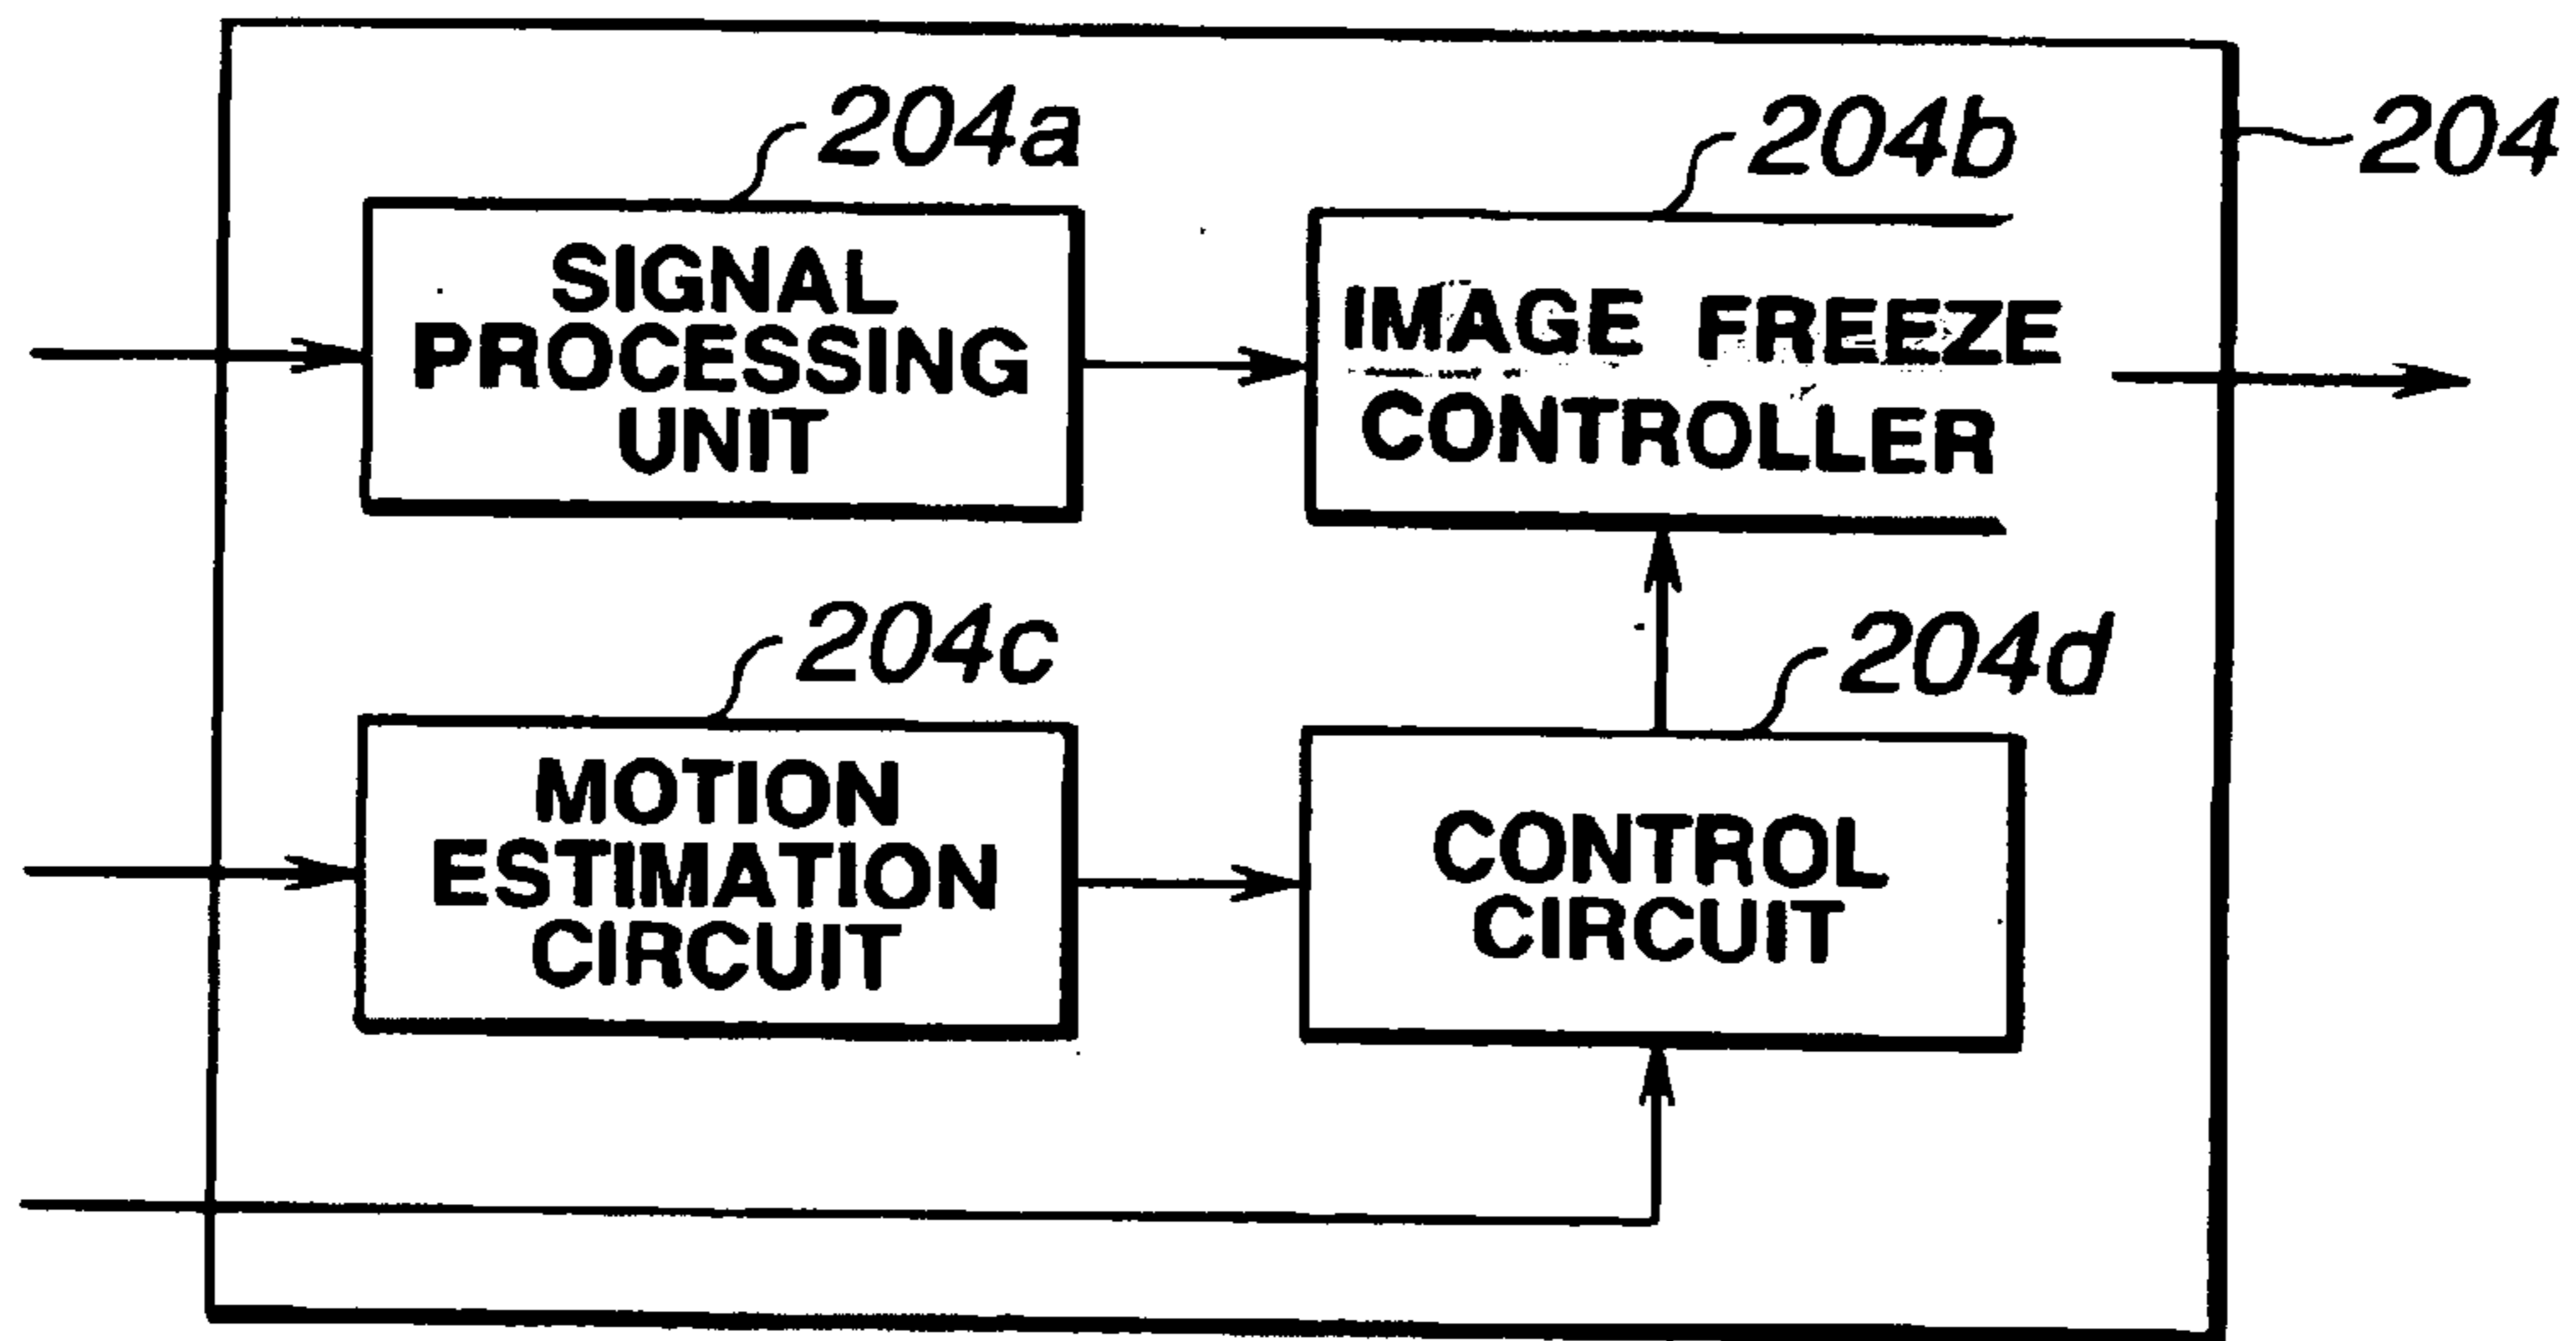 204a
204b
204
SIGNAL
PROCESSING
UNIT
IMAGE FREEZE
CONTROLLER
204c
204d
MOTION
ESTIMATION
CIRCUIT
CONTROL
CIRCUIT